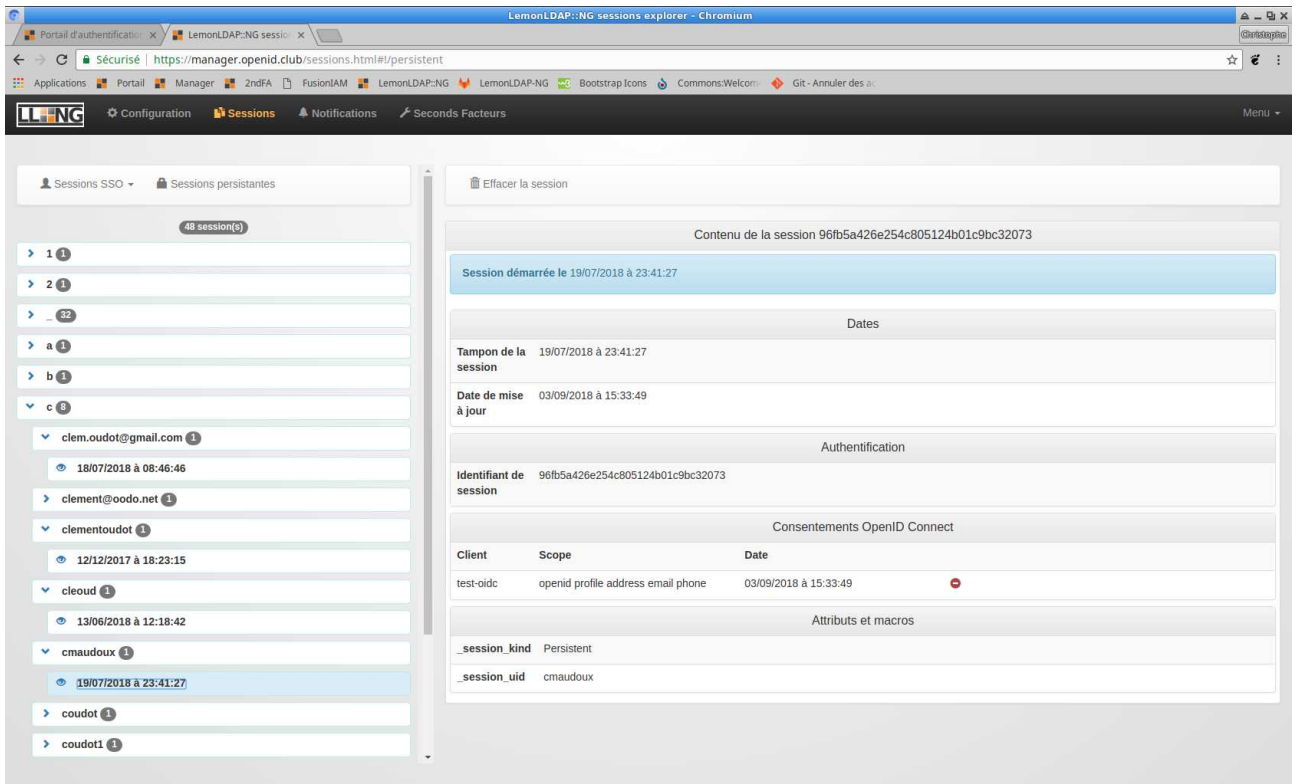 LemonLDAP::NG sessions explorer - Chromium
Portail d'authentification
LemonLDAP::NG session
Christophe
Sécurisé https://manager.openid.club/sessions.html#!/persistent
Applications Portail Manager 2ndFA FusionIAM LemonLDAP::NG LemonLDAP-NG Bootstrap Icons Commons:Welcom Git - Annuler des ac
LL::NG Configuration Sessions Notifications Seconds Facteurs Menu
Sessions SSO Sessions persistantes
48 session(s)
1 1
2 1
_ 32
a 1
b 1
c 8
clem.oudot@gmail.com 1
18/07/2018 à 08:46:46
clement@oodo.net 1
clementoudot 1
12/12/2017 à 18:23:15
cleoud 1
13/06/2018 à 12:18:42
cmaudoux 1
19/07/2018 à 23:41:27
coudot 1
coudot1 1
Effacer la session
Contenu de la session 96fb5a426e254c805124b01c9bc32073
Session démarrée le 19/07/2018 à 23:41:27
Dates
Tampon de la session 19/07/2018 à 23:41:27
Date de mise à jour 03/09/2018 à 15:33:49
Authentification
Identifiant de session 96fb5a426e254c805124b01c9bc32073
Consentements OpenID Connect
Client Scope Date
test-oidc openid profile address email phone 03/09/2018 à 15:33:49
Attributs et macros
_session_kind Persistent
_session_uid cmaudoux